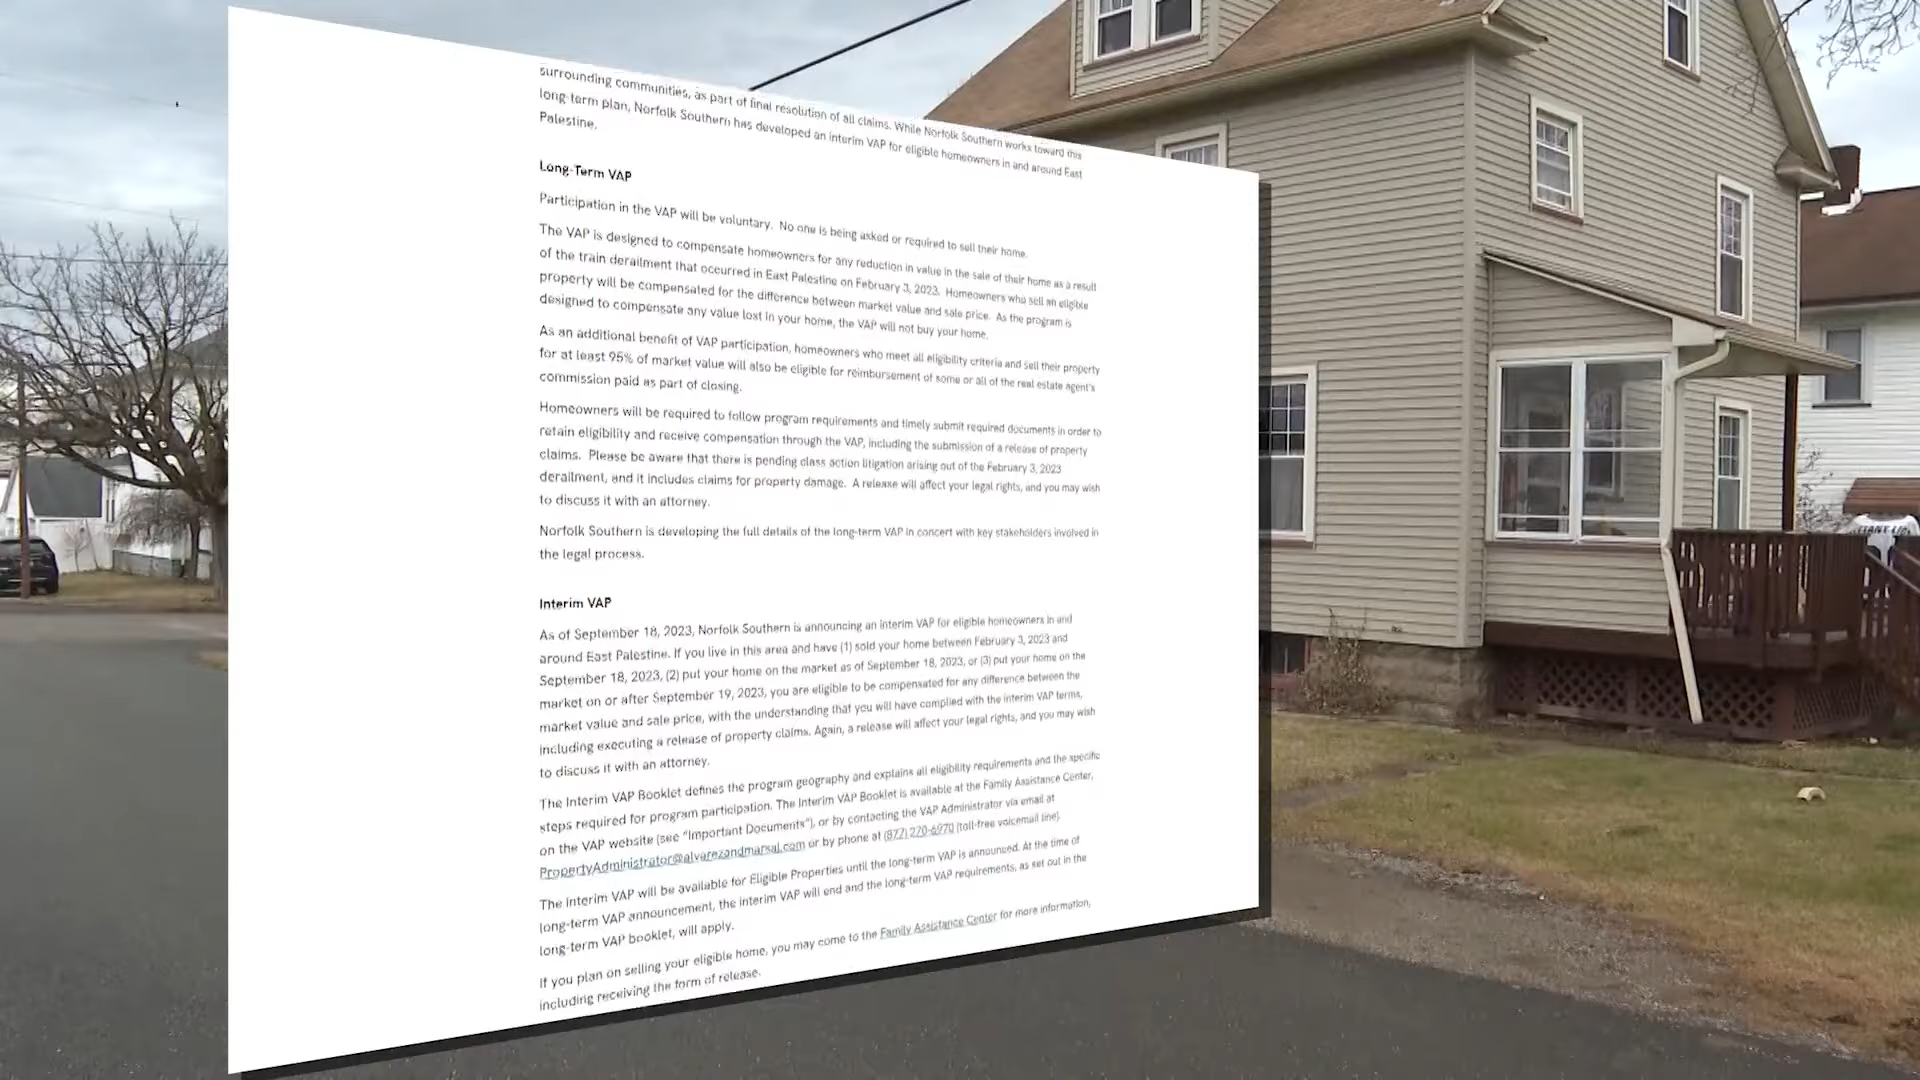 surrounding communities, as part of final resolution of all claims. While Norfolk Southern works toward this
long-term plan, Norfolk Southern has developed an interim VAP for eligible homeowners in and around East
Palestine.
Long-Term VAP
Participation in the VAP will be voluntary. No one is being asked or required to sell their home.
The VAP is designed to compensate homeowners for any reduction in value in the sale of their home as a result
of the train derailment that occurred in East Palestine on February 3, 2023. Homeowners who sell an eligible
property will be compensated for the difference between market value and sale price. As the program is
designed to compensate any value lost in your home, the VAP will not buy your home.
As an additional benefit of VAP participation, homeowners who meet all eligibility criteria and sell their property
for at least 95% of market value will also be eligible for reimbursement of some or all of the real estate agent's
commission paid as part of closing.
Homeowners will be required to follow program requirements and timely submit required documents in order to
retain eligibility and receive compensation through the VAP, including the submission of a release of property
claims. Please be aware that there is pending class action litigation arising out of the February 3, 2023
derailment, and it includes claims for property damage. A release will affect your legal rights, and you may wish
to discuss it with an attorney.
Norfolk Southern is developing the full details of the long-term VAP in concert with key stakeholders involved in
the legal process.
Interim VAP
As of September 18, 2023, Norfolk Southern is announcing an interim VAP for eligible homeowners in and
around East Palestine. If you live in this area and have (1) sold your home between February 3, 2023 and
September 18, 2023, (2) put your home on the market as of September 18, 2023, or (3) put your home on the
market on or after September 19, 2023, you are eligible to be compensated for any difference between the
market value and sale price, with the understanding that you will have complied with the interim VAP terms,
including executing a release of property claims. Again, a release will affect your legal rights, and you may wish
to discuss it with an attorney.
The Interim VAP Booklet defines the program geography and explains all eligibility requirements and the specific
steps required for program participation. The Interim VAP Booklet is available at the Family Assistance Center,
on the VAP website (see "Important Documents"), or by contacting the VAP Administrator via email at
PropertyAdministrator@alvarezandmarsal.com or by phone at (877) 270-6970 (toll-free voicemail line).
The Interim VAP will be available for Eligible Properties until the long-term VAP is announced. At the time of
long-term VAP announcement, the interim VAP will end and the long-term VAP requirements, as set out in the
long-term VAP booklet, will apply.
If you plan on selling your eligible home, you may come to the Family Assistance Center for more information,
including receiving the form of release.